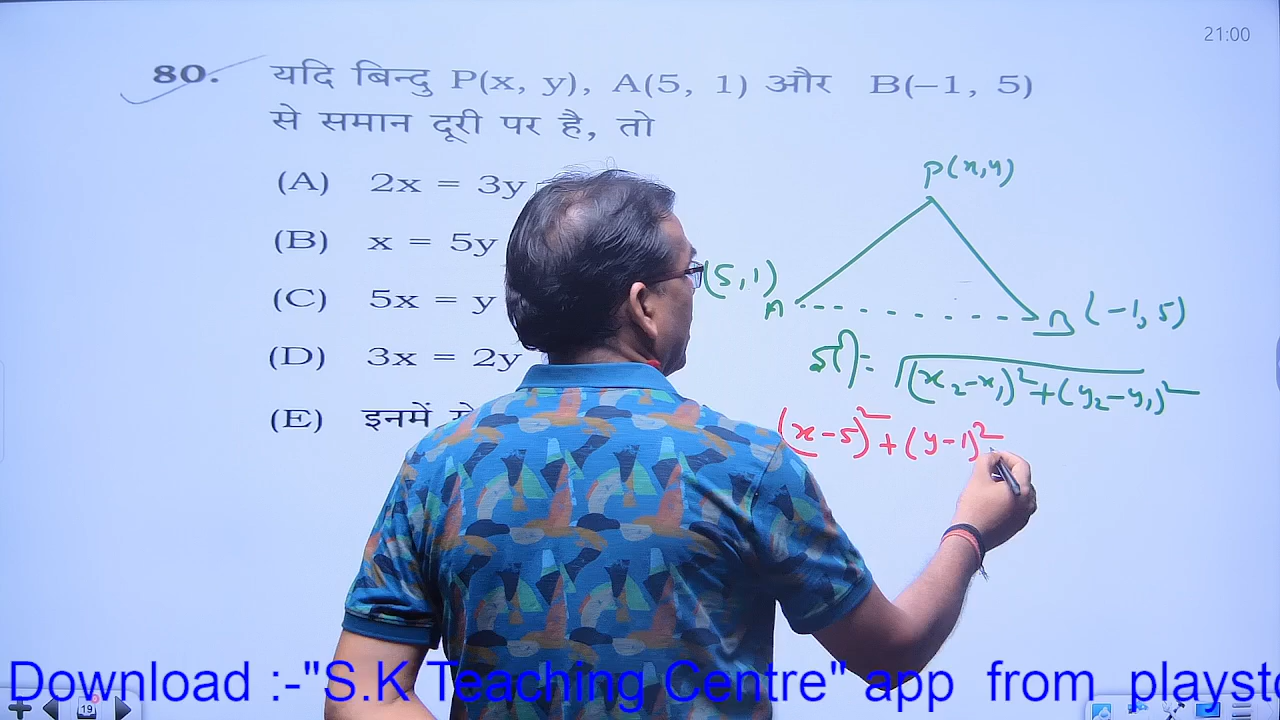 21:00
80. यदि बिन्दु P(x, y), A(5, 1) और B(–1, 5)
से समान दूरी पर है, तो
(A) 2x = 3y
(B) x = 5y
(C) 5x = y
(D) 3x = 2y
(E) इनमें
P(x,y)
(5,1)
A
B (-1, 5)
= √(x₂-x₁)²+(y₂-y₁)²
(x-5)²+(y-1)²
Download :-"S.K Teaching Centre" app from playst
19